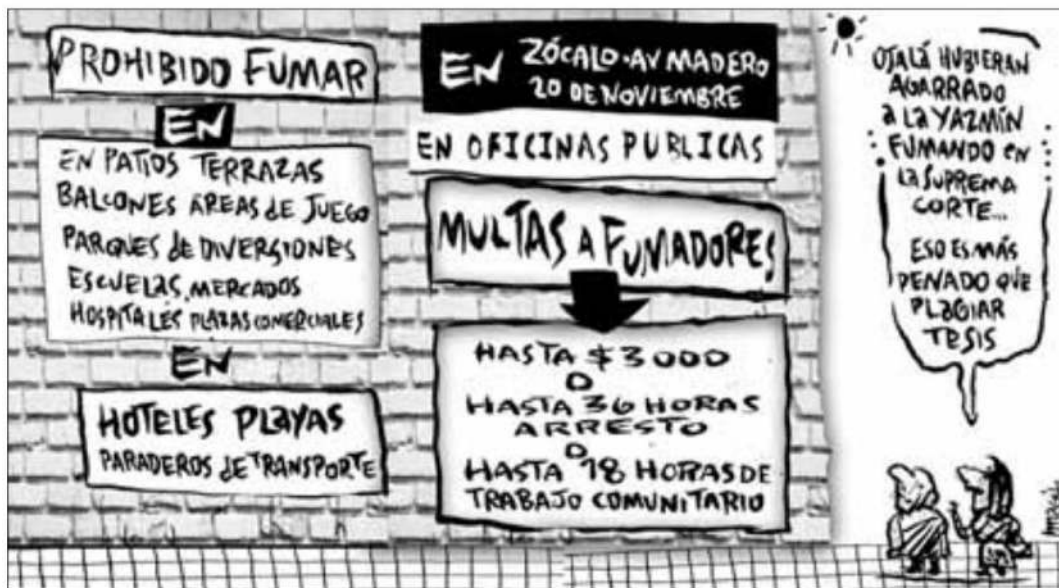 PROHIBIDO FUMAR
EN
EN PATIOS TERRAZAS
BALCONES ÁREAS de JUEGO
PARQUES de DIVERSIONES
ESCUELAS, MERCADOS
HOSPITALES PLAZAS COMERCIALES
EN
HOTELES PLAYAS
PARADEROS de TRANSPORTE
EN ZÓCALO·AV MADERO
20 DE NOVIEMBRE
EN OFICINAS PUBLICAS
MULTAS A FUMADORES
HASTA $3000
O
HASTA 36 HORAS
ARRESTO
O
HASTA 18 HORAS DE
TRABAJO COMUNITARIO
OJALÁ HUBIERAN
AGARRADO
a LA YAZMÍN
FUMANDO en
LA SUPREMA
CORTE...
ESO ES MÁS
PENADO QUE
PLAGIAR
TESIS